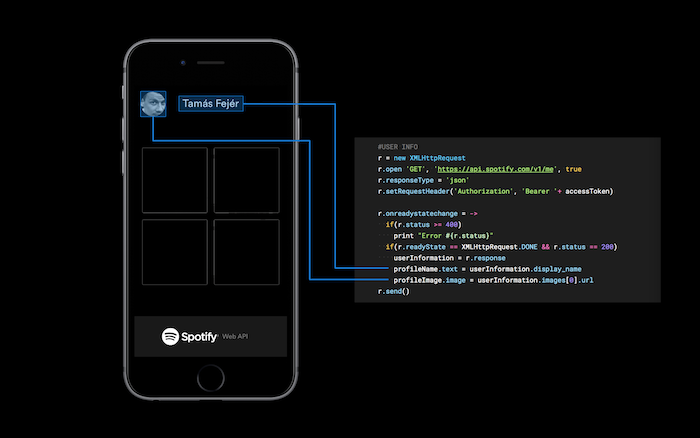 Tamás Fejér
#USER INFO
r = new XMLHttpRequest
r.open 'GET', 'https://api.spotify.com/v1/me', true
r.responseType = 'json'
r.setRequestHeader('Authorization', 'Bearer '+ accessToken)
r.onreadystatechange = ->
if(r.status >= 400)
print "Error #{r.status}"
if(r.readyState == XMLHttpRequest.DONE && r.status == 200)
userInformation = r.response
profileName.text = userInformation.display_name
profileImage.image = userInformation.images[0].url
r.send()
Spotify Web API